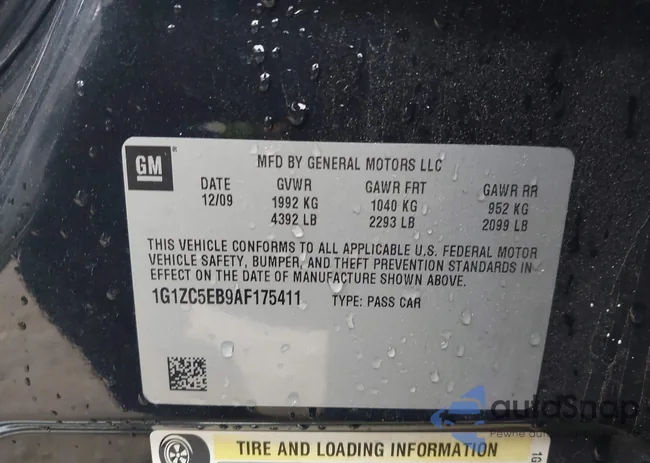 GM
MFD BY GENERAL MOTORS LLC
DATE GVWR GAWR FRT GAWR RR
12/09 1992 KG 1040 KG 952 KG
4392 LB 2293 LB 2099 LB
THIS VEHICLE CONFORMS TO ALL APPLICABLE U.S. FEDERAL MOTOR
VEHICLE SAFETY, BUMPER, AND THEFT PREVENTION STANDARDS IN
EFFECT ON THE DATE OF MANUFACTURE SHOWN ABOVE.
1G1ZC5EB9AF175411 TYPE: PASS CAR
autoSnap
Pewne auto
TIRE AND LOADING INFORMATION
1G